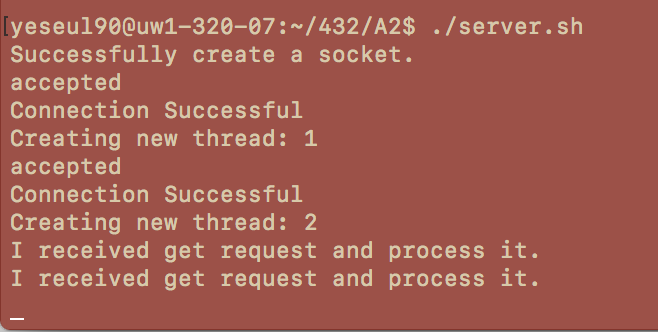 [yeseul90@uw1-320-07:~/432/A2$ ./server.sh
Successfully create a socket.
accepted
Connection Successful
Creating new thread: 1
accepted
Connection Successful
Creating new thread: 2
I received get request and process it.
I received get request and process it.